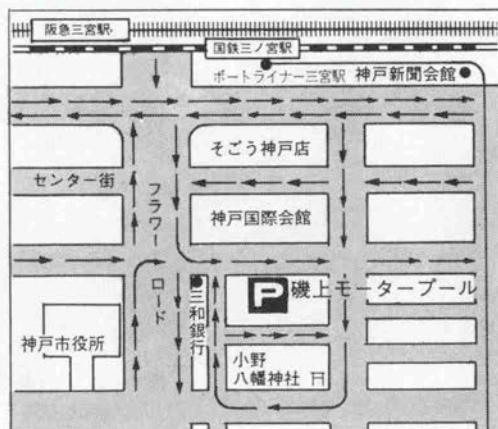 阪急三宮駅
国鉄三ノ宮駅
ポートライナー三宮駅
神戸新聞会館
そごう神戸店
センター街
フラワーロード
神戸国際会館
P
磯上モータープール
三和銀行
神戸市役所
小野
八幡神社